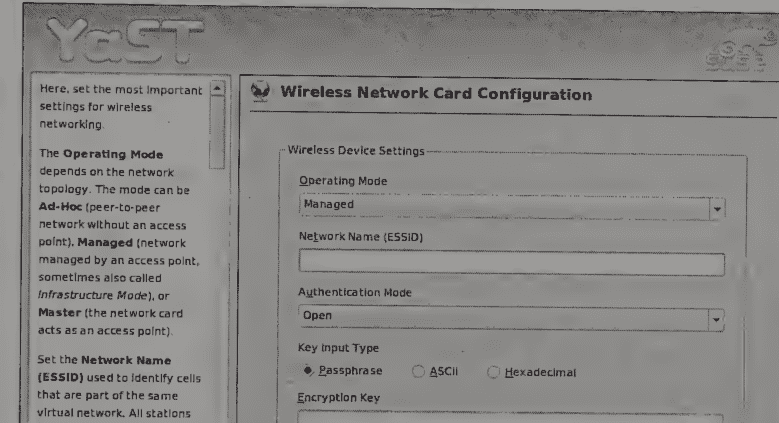 YaST
Here, set the most important
settings for wireless
networking.
The Operating Mode
depends on the network
topology. The mode can be
Ad-Hoc (peer-to-peer
network without an access
point), Managed (network
managed by an access point,
sometimes also called
Infrastructure Mode), or
Master (the network card
acts as an access point).
Set the Network Name
(ESSID) used to identify cells
that are part of the same
virtual network. All stations
Wireless Network Card Configuration
Wireless Device Settings
Operating Mode
Managed
Network Name (ESSID)
Authentication Mode
Open
Key Input Type
Passphrase ASCII Hexadecimal
Encryption Key